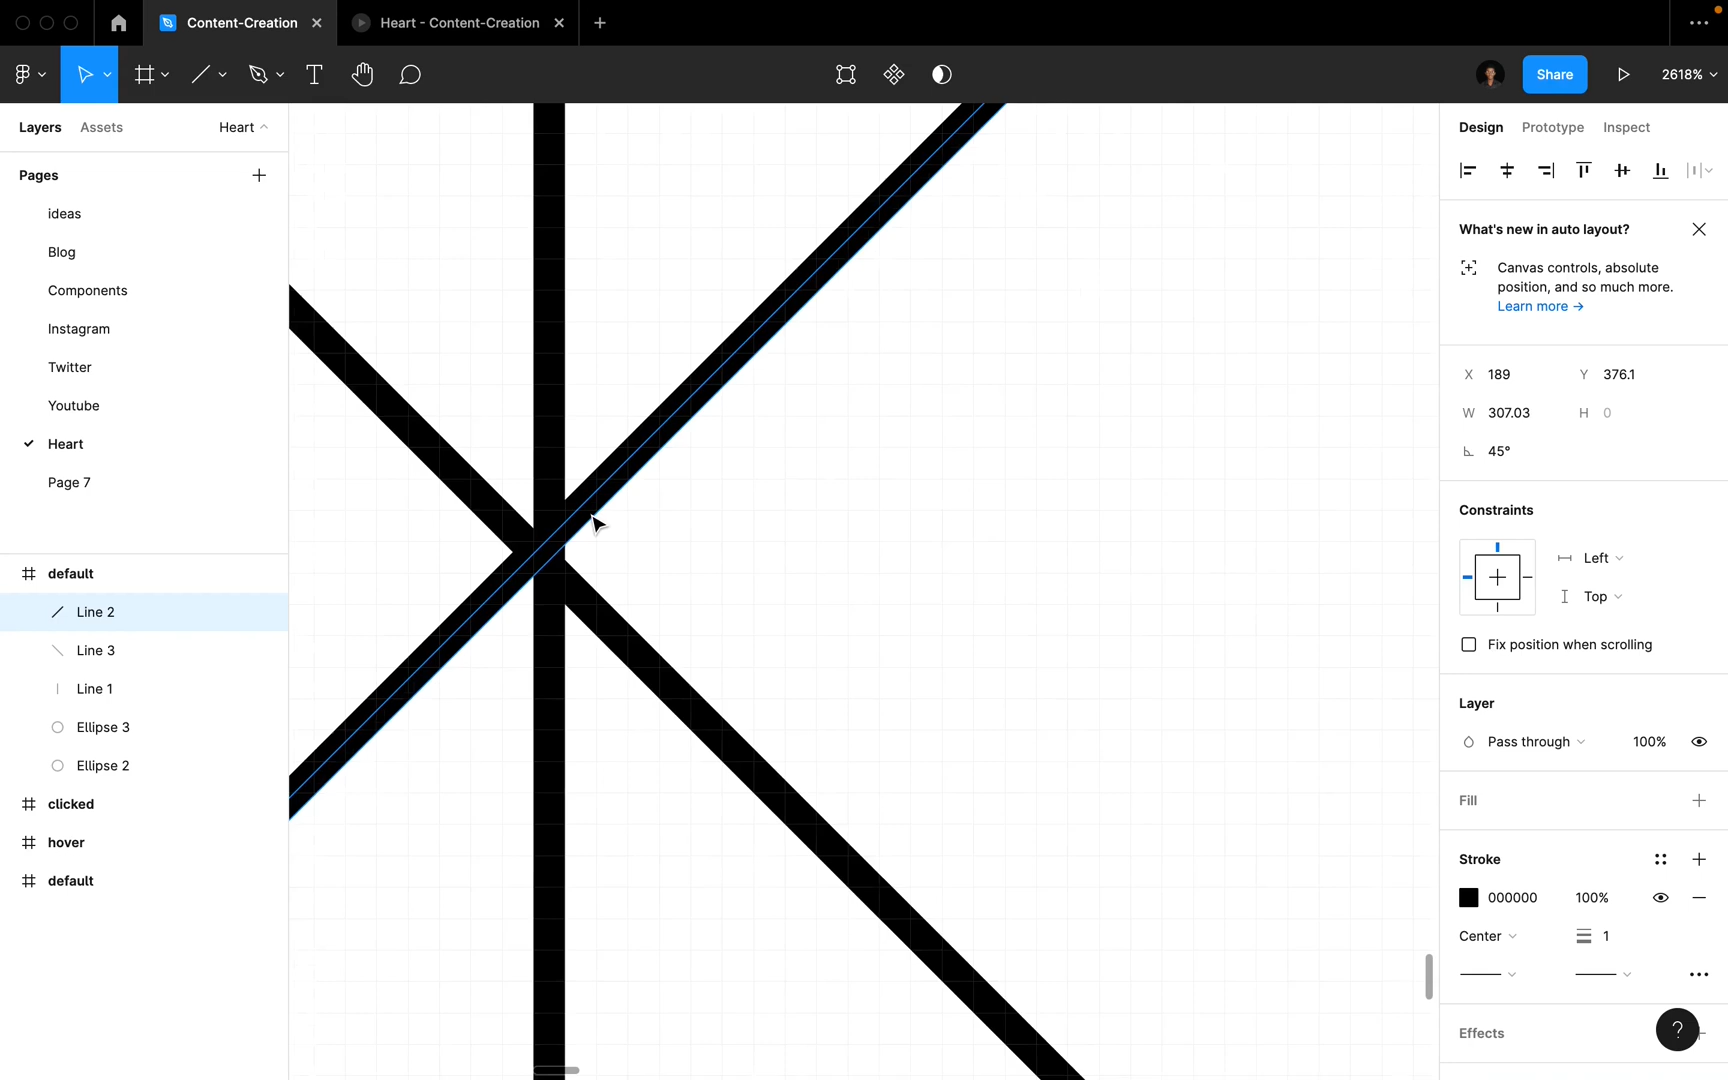 Content-Creation
Heart - Content-Creation
Share
2618%
Layers
Assets
Heart
Pages
ideas
Blog
Components
Instagram
Twitter
Youtube
Heart
Page 7
default
Line 2
Line 3
Line 1
Ellipse 3
Ellipse 2
clicked
hover
default
Design
Prototype
Inspect
What's new in auto layout?
Canvas controls, absolute
position, and so much more.
Learn more →
X 189
Y 376.1
W 307.03
H 0
45°
Constraints
Left
Top
Fix position when scrolling
Layer
Pass through
100%
Fill
Stroke
000000
100%
Center
1
Effects
?